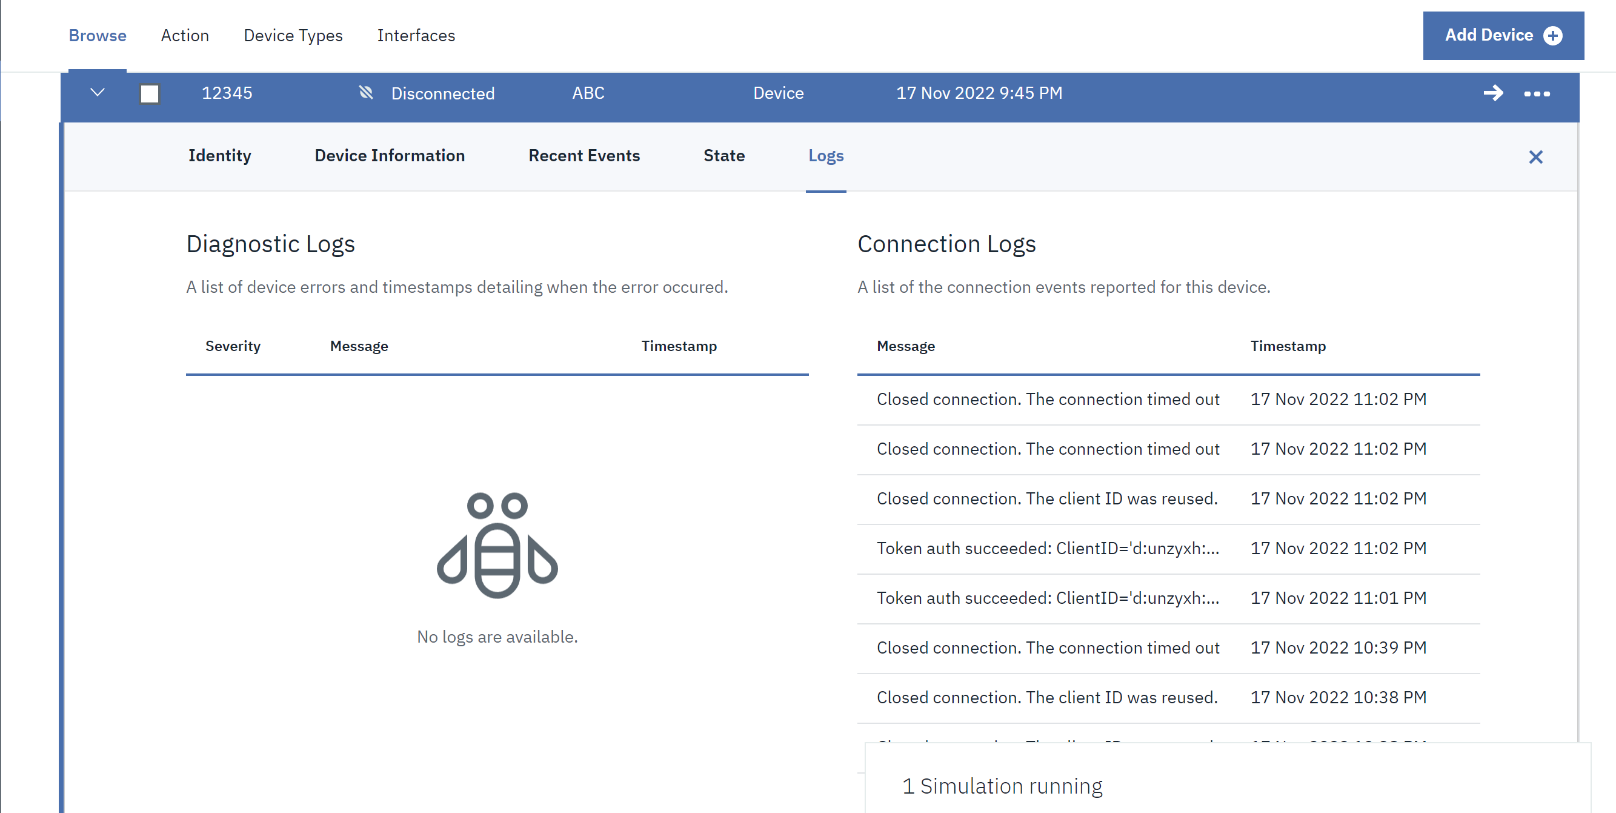 Browse Action Device Types Interfaces Add Device
12345 Disconnected ABC Device 17 Nov 2022 9:45 PM
Identity Device Information Recent Events State Logs
Diagnostic Logs
A list of device errors and timestamps detailing when the error occured.
Severity Message Timestamp
No logs are available.
Connection Logs
A list of the connection events reported for this device.
Message Timestamp
Closed connection. The connection timed out 17 Nov 2022 11:02 PM
Closed connection. The connection timed out 17 Nov 2022 11:02 PM
Closed connection. The client ID was reused. 17 Nov 2022 11:02 PM
Token auth succeeded: ClientID='d:unzyxh:... 17 Nov 2022 11:02 PM
Token auth succeeded: ClientID='d:unzyxh:... 17 Nov 2022 11:01 PM
Closed connection. The connection timed out 17 Nov 2022 10:39 PM
Closed connection. The client ID was reused. 17 Nov 2022 10:38 PM
1 Simulation running